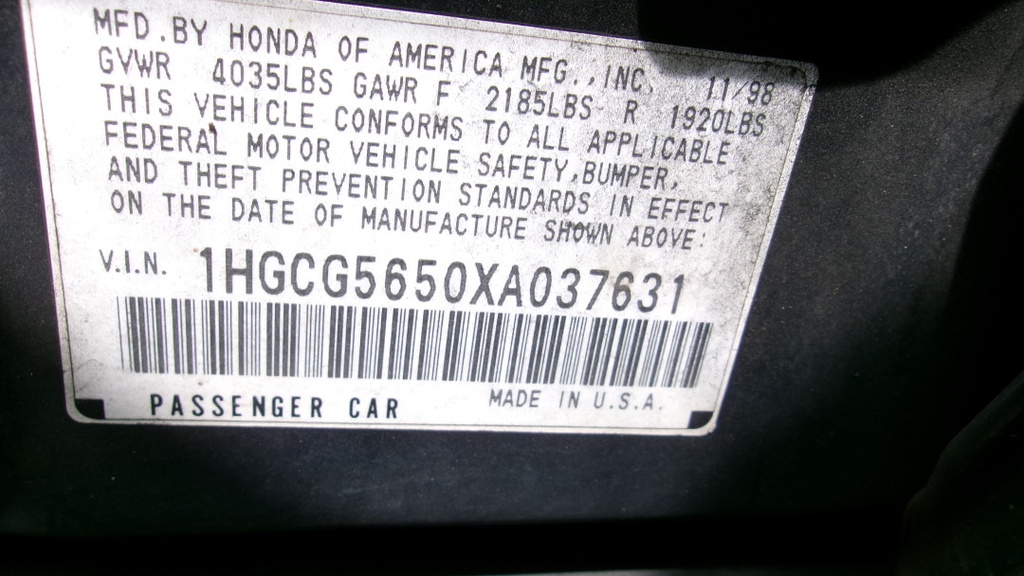 MFD.BY HONDA OF AMERICA MFG.,INC. 11/98
GVWR 4035LBS GAWR F 2185LBS R 1920LBS
THIS VEHICLE CONFORMS TO ALL APPLICABLE
FEDERAL MOTOR VEHICLE SAFETY,BUMPER,
AND THEFT PREVENTION STANDARDS IN EFFECT
ON THE DATE OF MANUFACTURE SHOWN ABOVE:
V.I.N. 1HGCG5650XA037631
PASSENGER CAR MADE IN U.S.A.